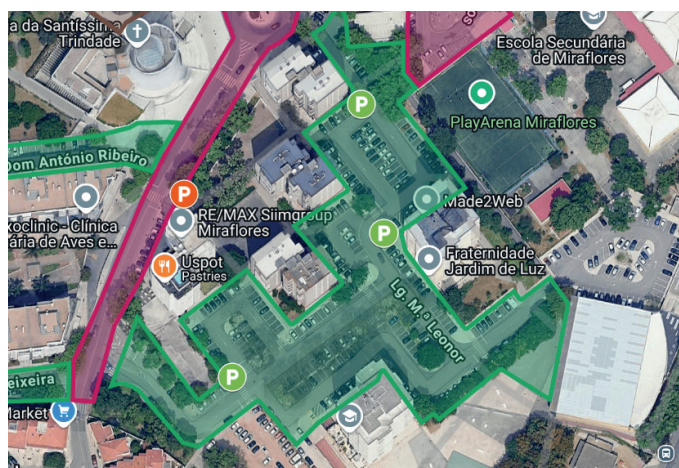 a da Santíssima
Trindade
Escola Secundária
de Miraflores
P
PlayArena Miraflores
Dom António Ribeiro
P
Made2Web
xoclinic - Clínica
ária de Aves e...
RE/MAX Siimgroup
Miraflores
P
Fraternidade
Jardim de Luz
Uspot
Pastries
Lg. M.ª Leonor
P
eixeira
Market